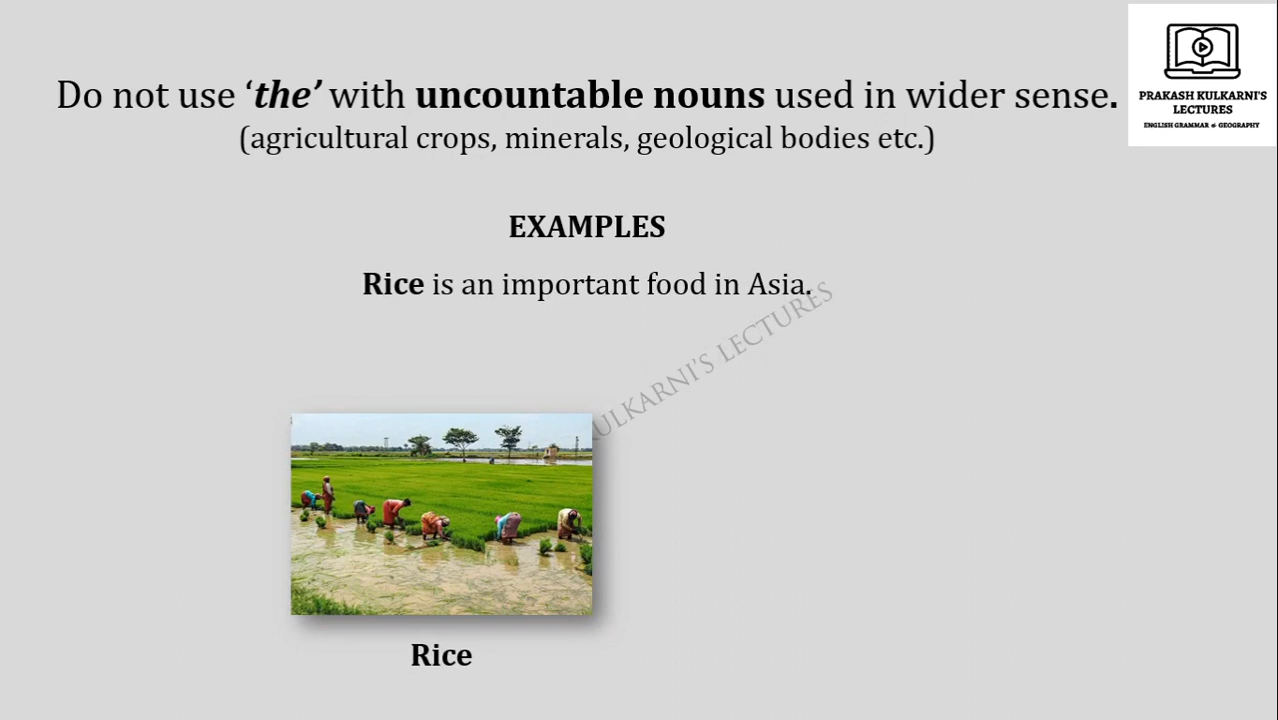 Do not use ‘the’ with uncountable nouns used in wider sense.
(agricultural crops, minerals, geological bodies etc.)
PRAKASH KULKARNI'S
LECTURES
ENGLISH GRAMMAR & GEOGRAPHY
EXAMPLES
Rice is an important food in Asia.
ULKARNI'S LECTURES
Rice